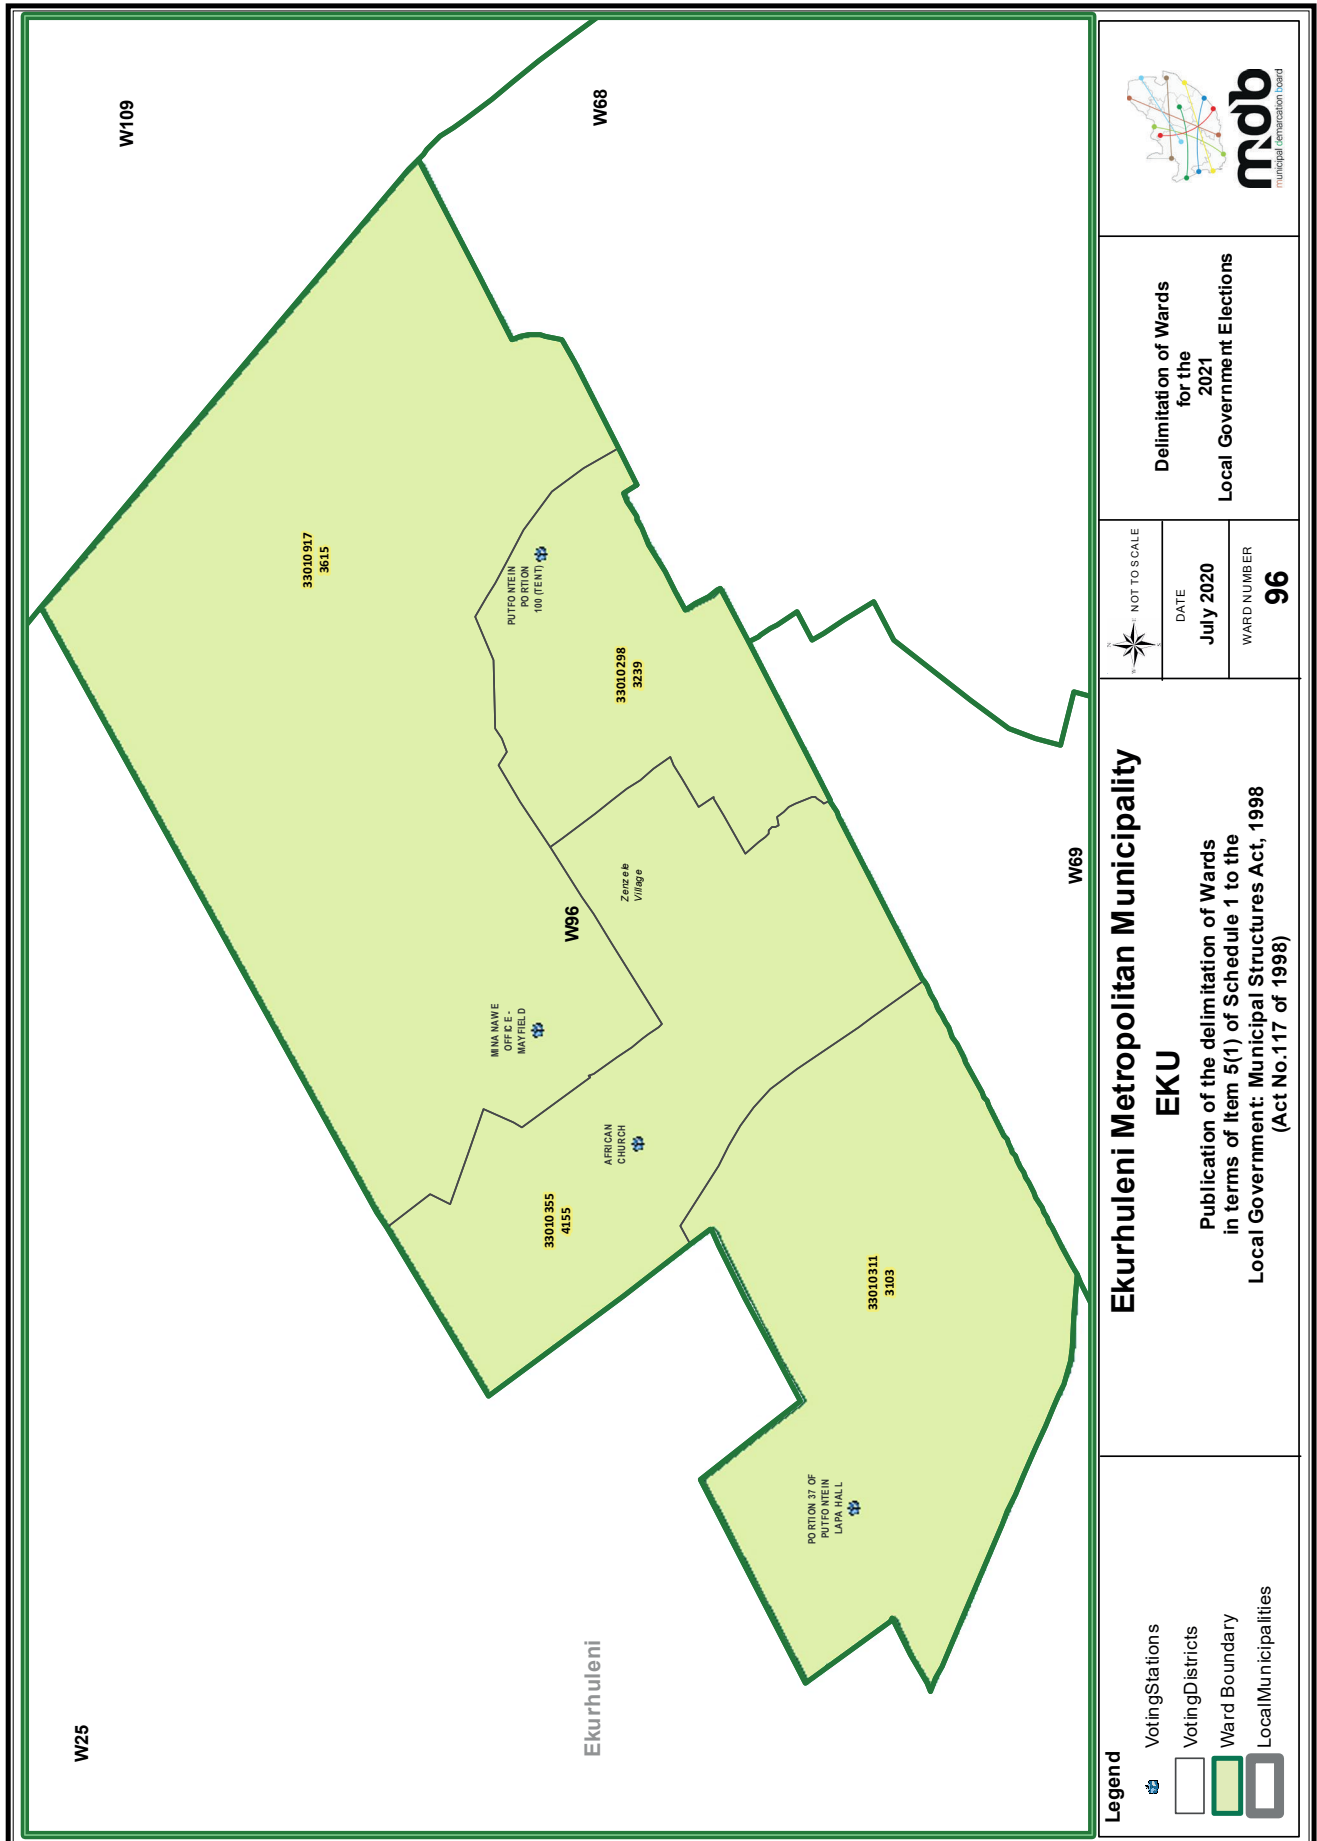 W109
W68
W25
W69
W96
Ekurhuleni
33010917
3615
PUTFONTEIN
PORTION
100 (TENT)
33010298
3239
Zenzele
Village
MINA NAWE
OFFICE -
MAYFIELD
AFRICAN
CHURCH
33010355
4155
33010311
3103
PORTION 37 OF
PUTFONTEIN
LAPA HALL
Legend
VotingStations
VotingDistricts
Ward Boundary
LocalMunicipalities
Ekurhuleni Metropolitan Municipality
EKU
Publication of the delimitation of Wards
in terms of Item 5(1) of Schedule 1 to the
Local Government: Municipal Structures Act, 1998
(Act No.117 of 1998)
N
W
E
S
NOT TO SCALE
DATE
July 2020
WARD NUMBER
96
Delimitation of Wards
for the
2021
Local Government Elections
mdb
municipal demarcation board